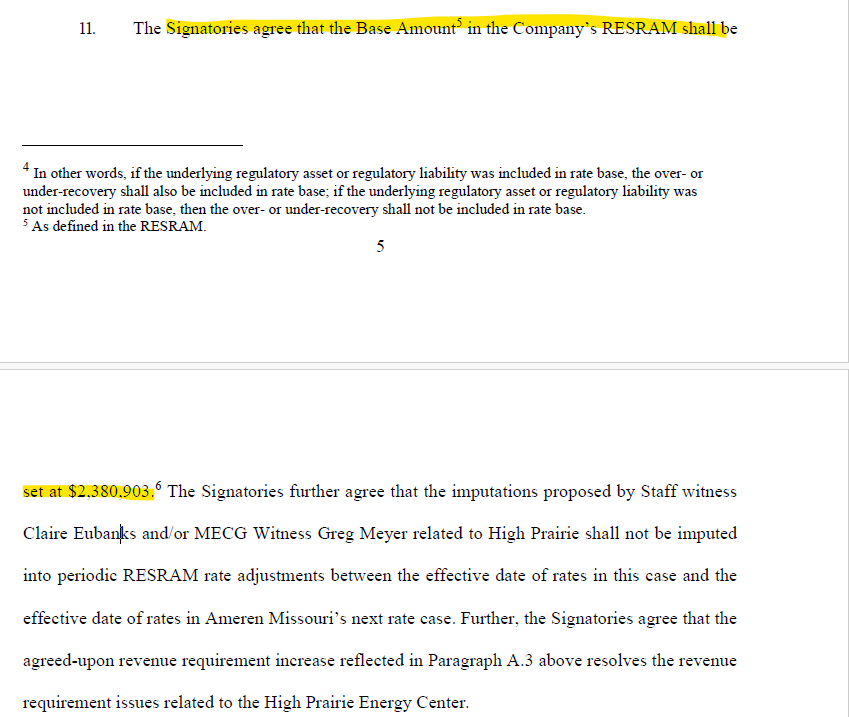 11. The Signatories agree that the Base Amount⁵ in the Company’s RESRAM shall be
⁴ In other words, if the underlying regulatory asset or regulatory liability was included in rate base, the over- or
under-recovery shall also be included in rate base; if the underlying regulatory asset or regulatory liability was
not included in rate base, then the over- or under-recovery shall not be included in rate base.
⁵ As defined in the RESRAM.
5
set at $2,380,903.⁶ The Signatories further agree that the imputations proposed by Staff witness
Claire Eubanks and/or MECG Witness Greg Meyer related to High Prairie shall not be imputed
into periodic RESRAM rate adjustments between the effective date of rates in this case and the
effective date of rates in Ameren Missouri’s next rate case. Further, the Signatories agree that the
agreed-upon revenue requirement increase reflected in Paragraph A.3 above resolves the revenue
requirement issues related to the High Prairie Energy Center.